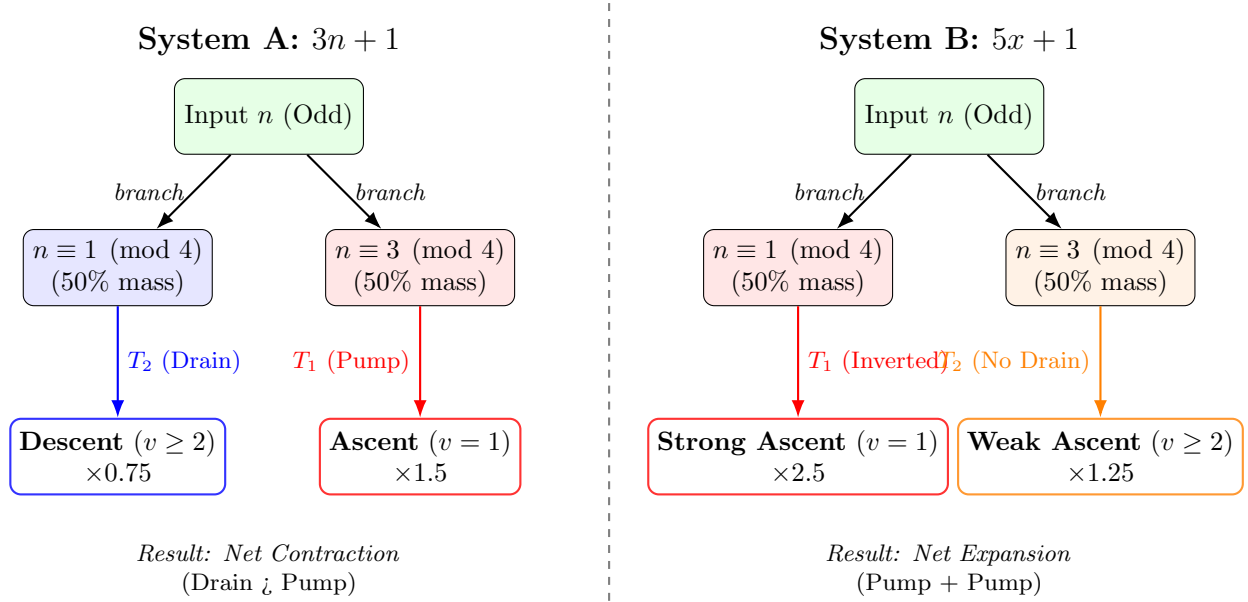 System A: 3n + 1
Input n (Odd)
branch
branch
n ≡ 1 (mod 4)
(50% mass)
n ≡ 3 (mod 4)
(50% mass)
T₂ (Drain)
T₁ (Pump)
Descent (v ≥ 2)
×0.75
Ascent (v = 1)
×1.5
Result: Net Contraction
(Drain ¿ Pump)
System B: 5x + 1
Input n (Odd)
branch
branch
n ≡ 1 (mod 4)
(50% mass)
n ≡ 3 (mod 4)
(50% mass)
T₁ (Inverted)
T₂ (No Drain)
Strong Ascent (v = 1)
×2.5
Weak Ascent (v ≥ 2)
×1.25
Result: Net Expansion
(Pump + Pump)